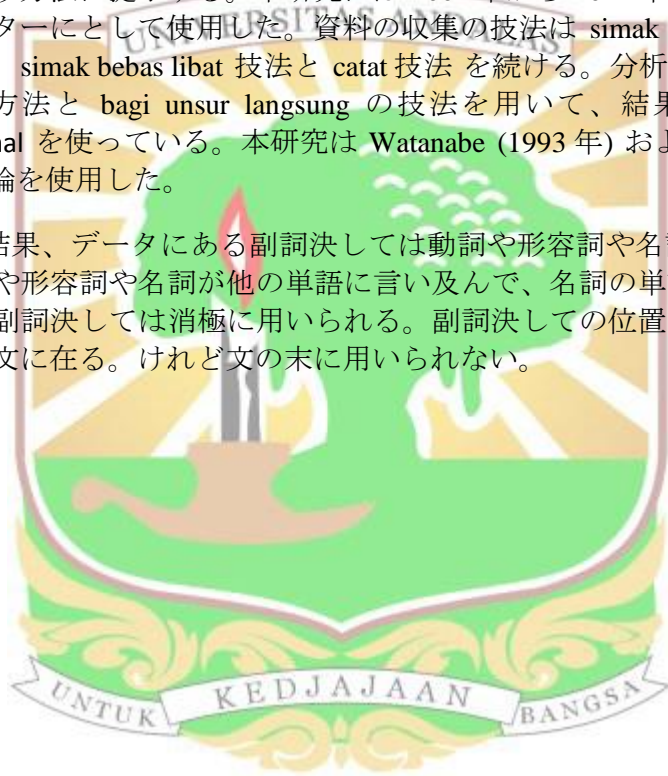 UNIVERSITAS ANDALAS
ターにとして使用した。資料の収集の技法は simak
simak bebas libat 技法と catat 技法 を続ける。分析
方法と bagi unsur langsung の技法を用いて、結果
nal を使っている。本研究は Watanabe (1993 年) およ
論を使用した。
結果、データにある副詞決しては動詞や形容詞や名詞
や形容詞や名詞が他の単語に言い及んで、名詞の単
副詞決しては消極に用いられる。副詞決しての位置
文に在る。けれど文の末に用いられない。
UNTUK KEDJAJAAN BANGSA